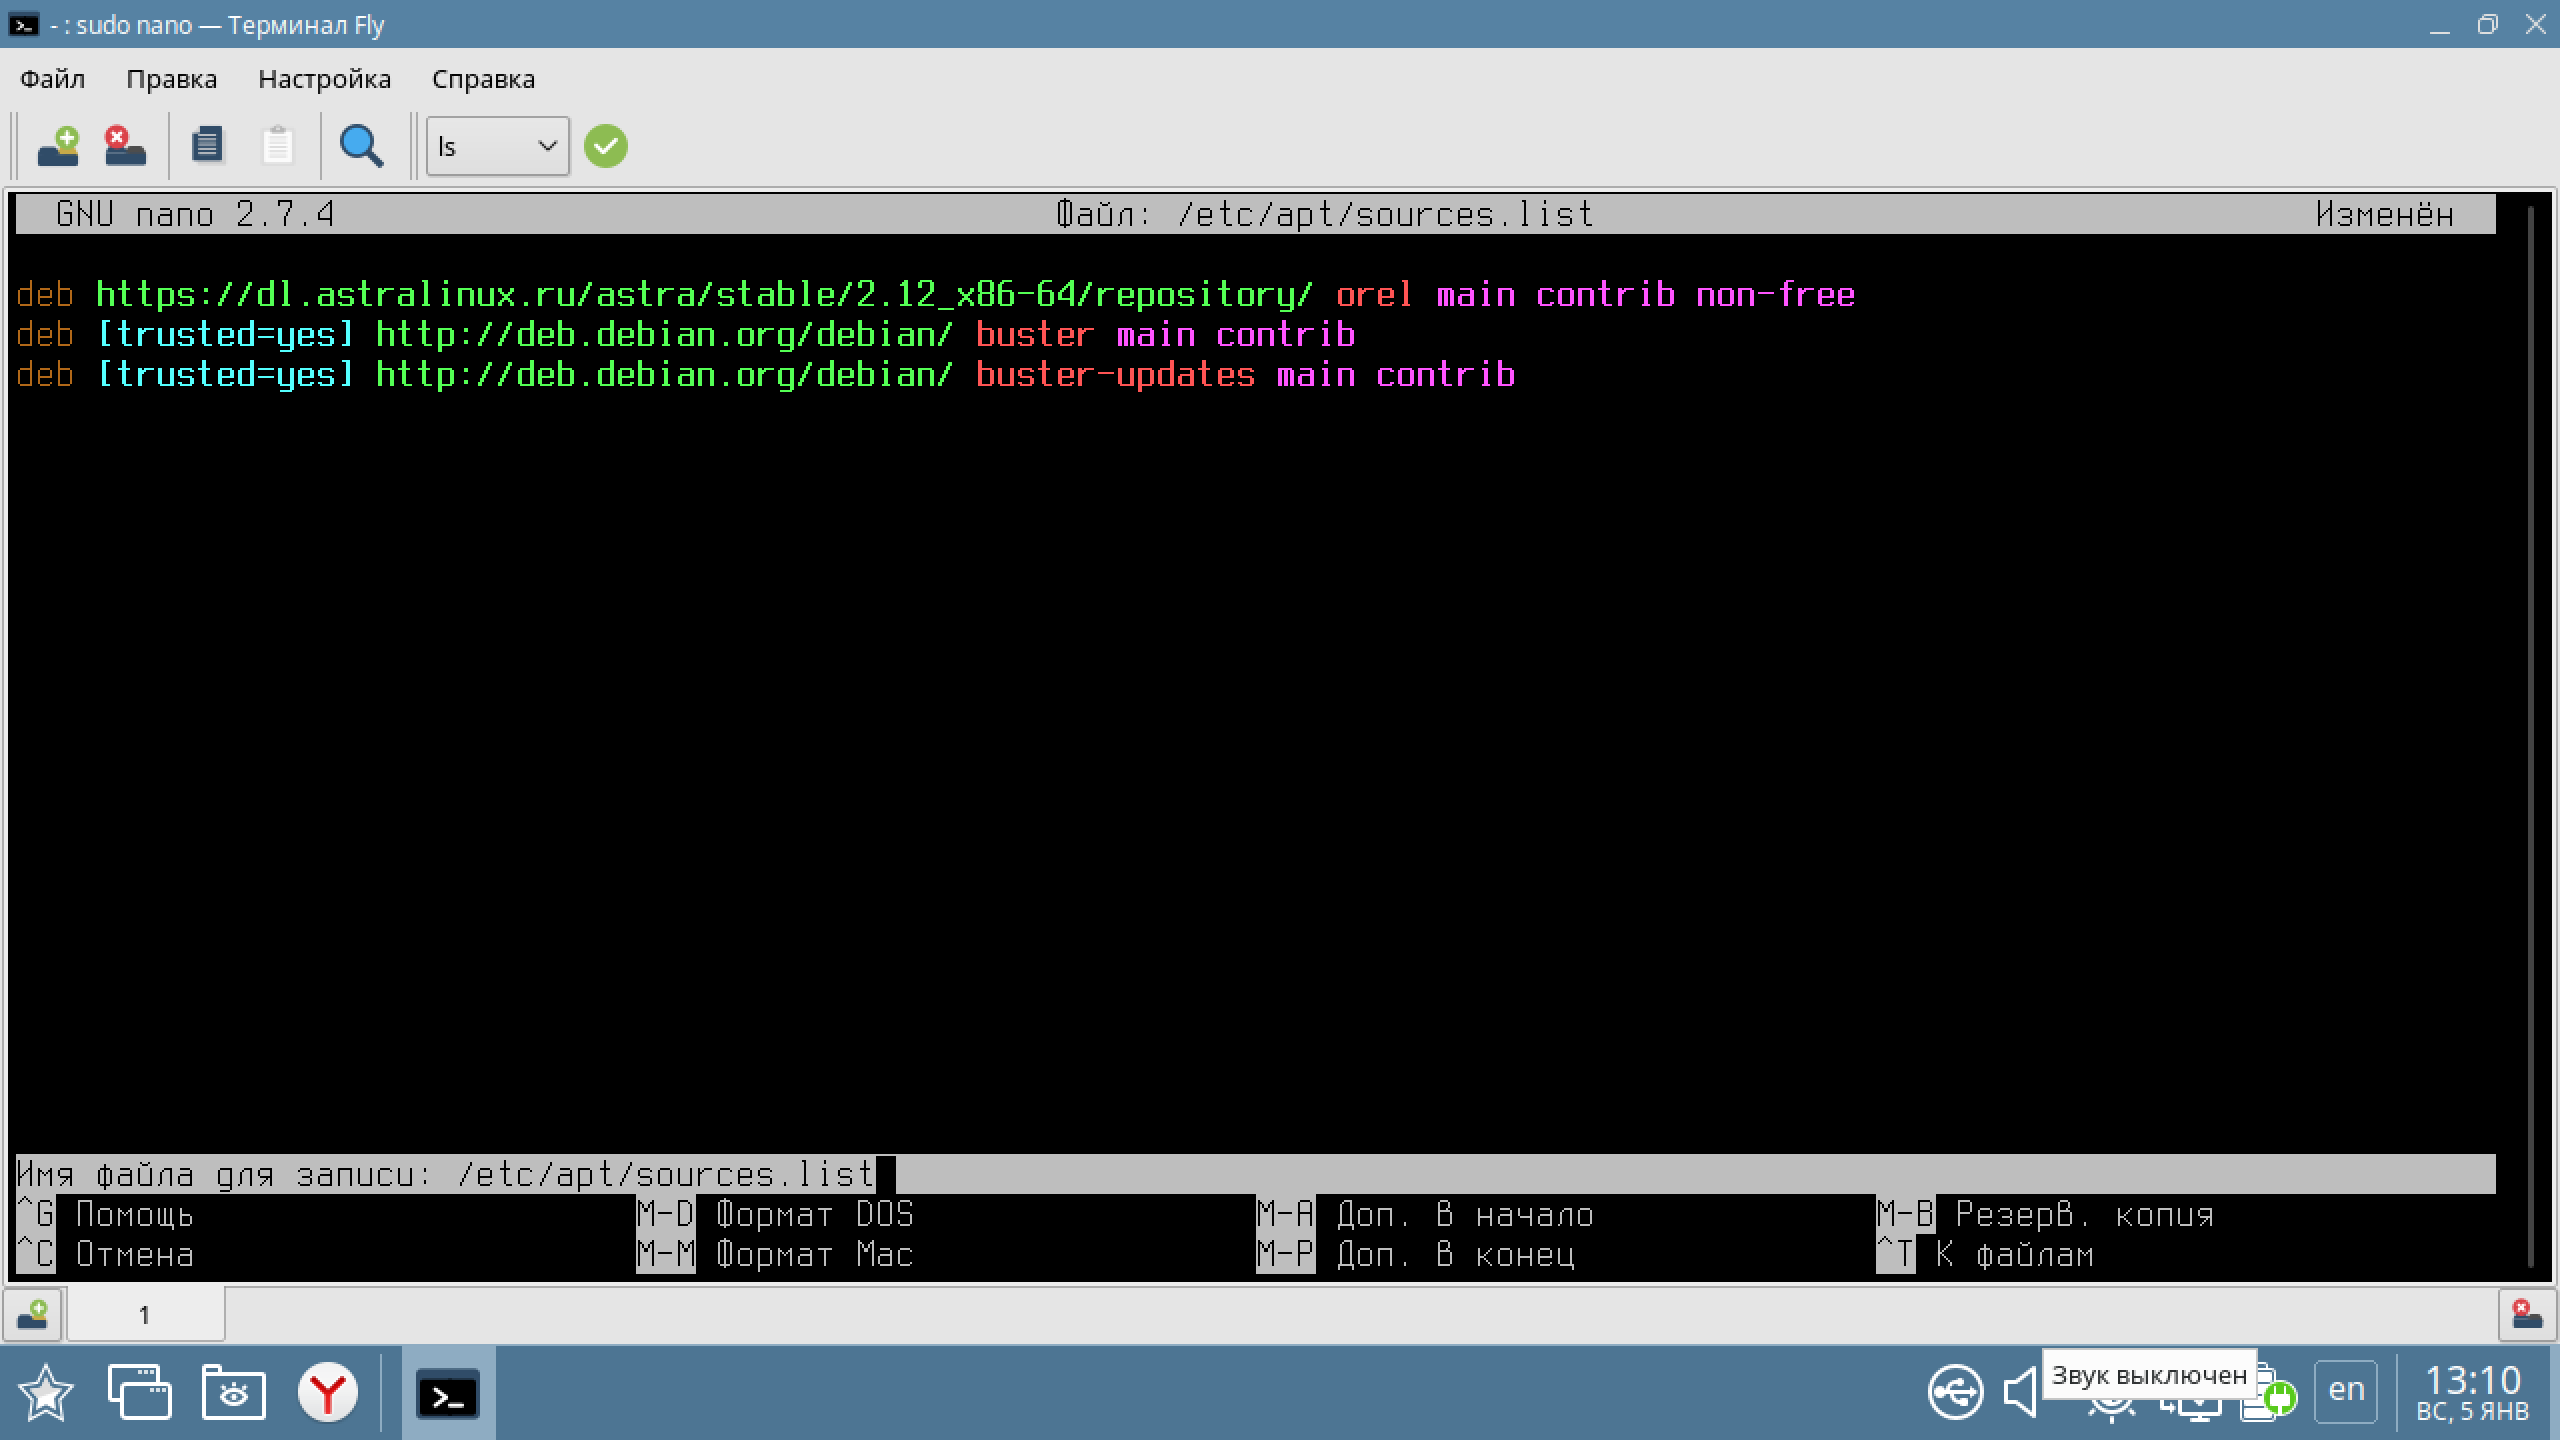 - : sudo nano — Терминал Fly
Файл Правка Настройка Справка
ls
GNU nano 2.7.4 Файл: /etc/apt/sources.list Изменён
deb https://dl.astralinux.ru/astra/stable/2.12_x86-64/repository/ orel main contrib non-free
deb [trusted=yes] http://deb.debian.org/debian/ buster main contrib
deb [trusted=yes] http://deb.debian.org/debian/ buster-updates main contrib
Имя файла для записи: /etc/apt/sources.list
^G Помощь M-D Формат DOS M-A Доп. в начало M-B Резерв. копия
^C Отмена M-M Формат Mac M-P Доп. в конец ^T К файлам
1
Звук выключен
en
13:10
ВС, 5 ЯНВ